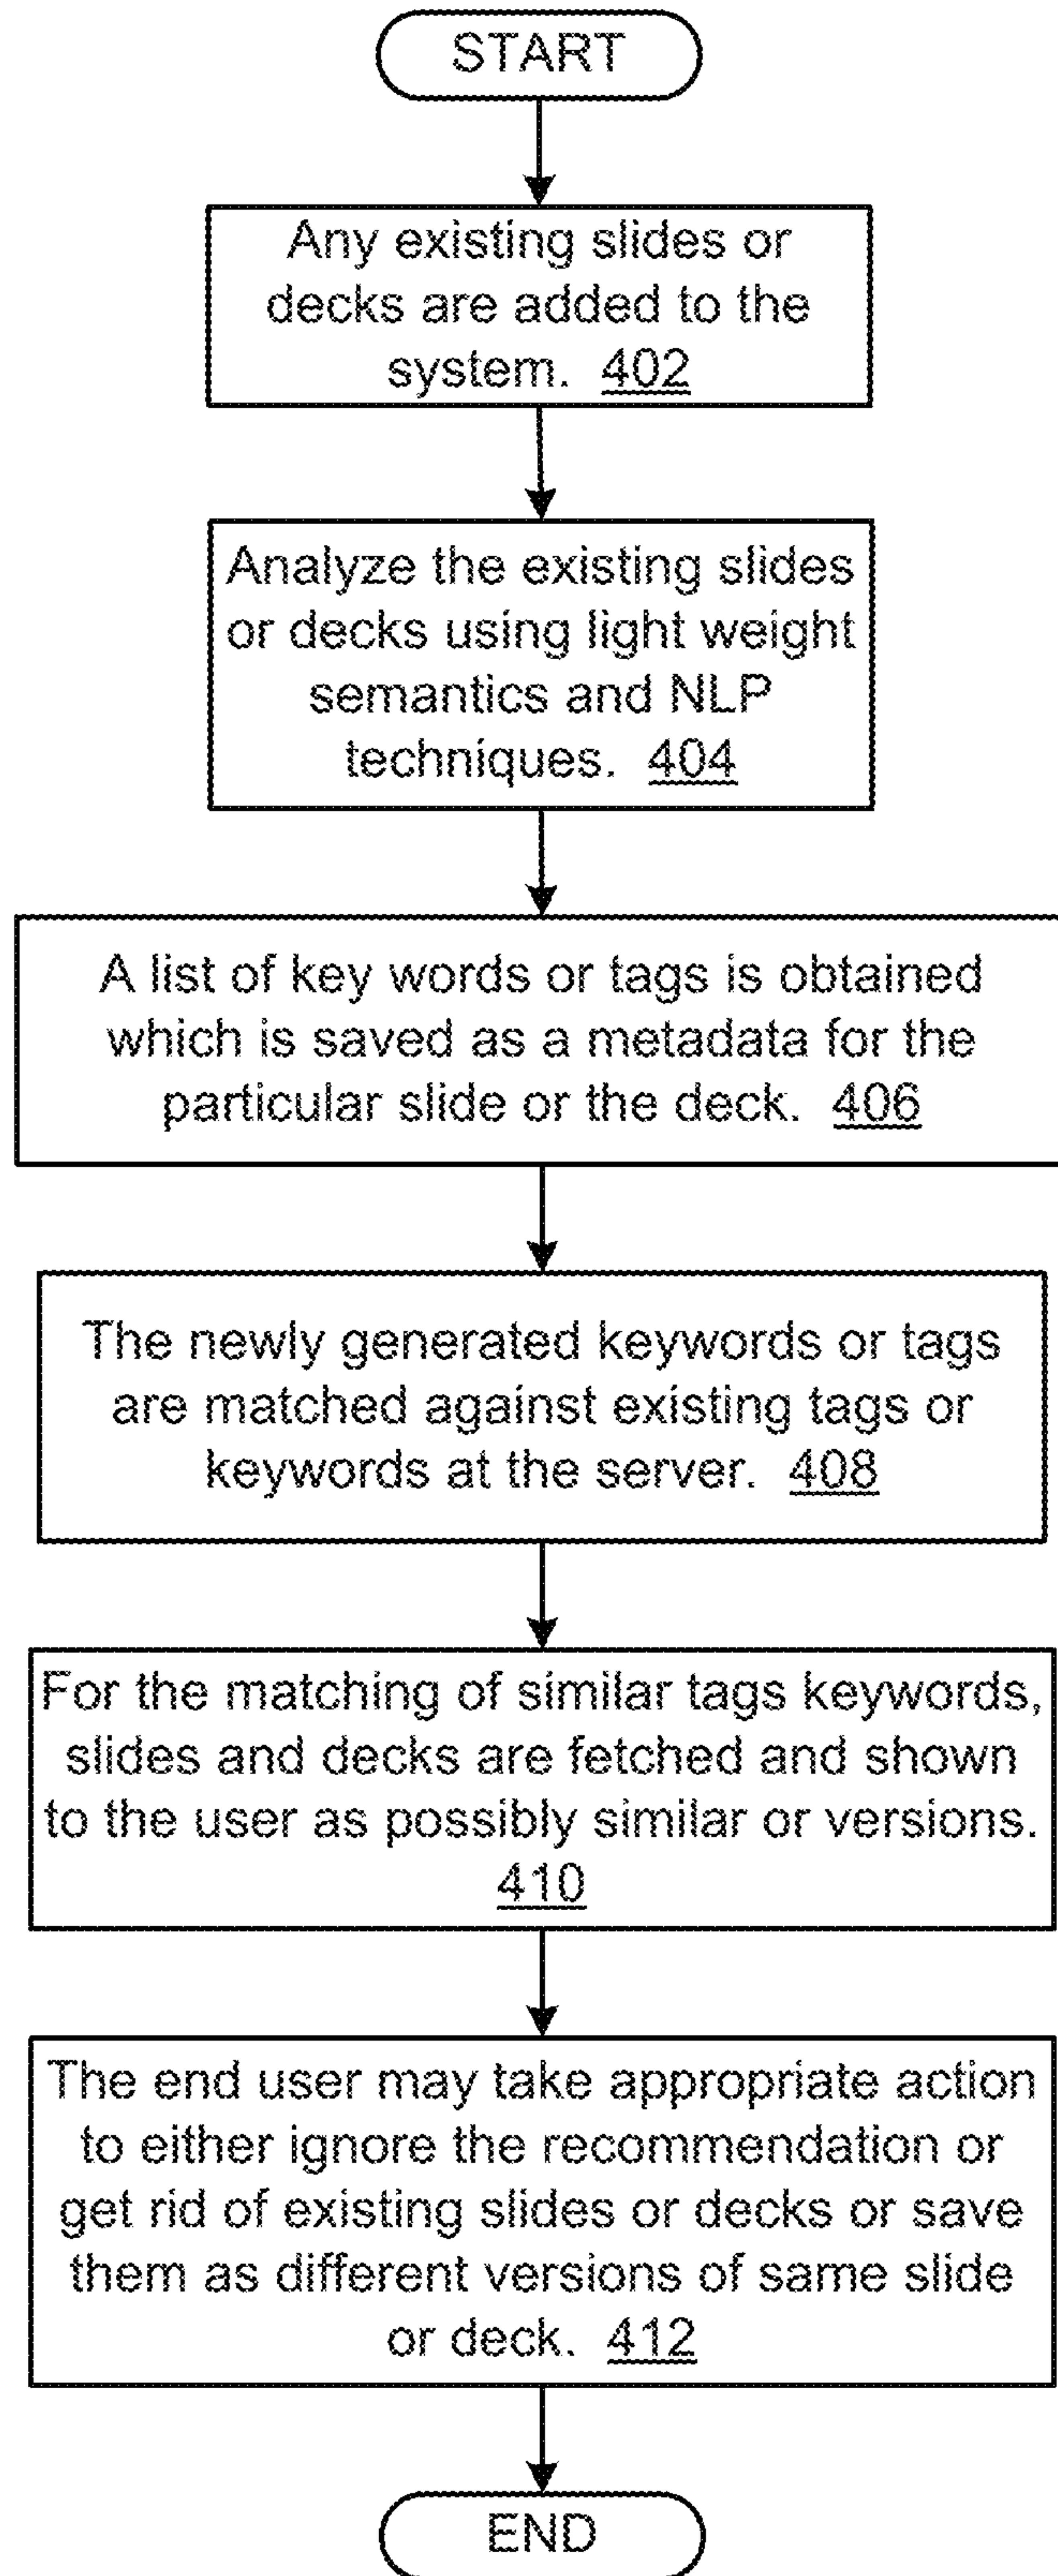 START
Any existing slides or
decks are added to the
system. 402
Analyze the existing slides
or decks using light weight
semantics and NLP
techniques. 404
A list of key words or tags is obtained
which is saved as a metadata for the
particular slide or the deck. 406
The newly generated keywords or tags
are matched against existing tags or
keywords at the server. 408
For the matching of similar tags keywords,
slides and decks are fetched and shown
to the user as possibly similar or versions.
410
The end user may take appropriate action
to either ignore the recommendation or
get rid of existing slides or decks or save
them as different versions of same slide
or deck. 412
END